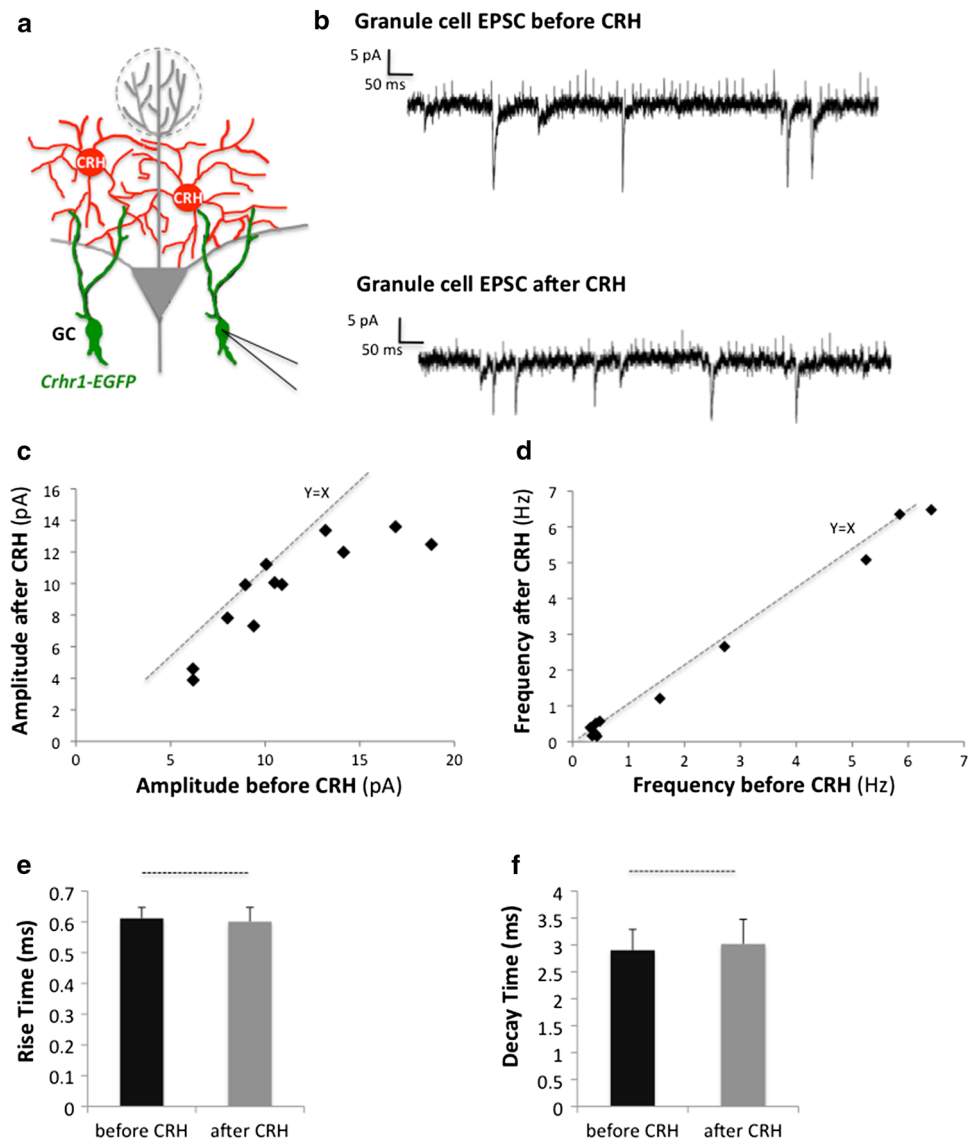 a
CRH
CRH
GC
Crhr1-EGFP
b
Granule cell EPSC before CRH
5 pA
50 ms
Granule cell EPSC after CRH
5 pA
50 ms
c
Amplitude after CRH (pA)
16
14
12
10
8
6
4
2
0
Y=X
0 5 10 15 20
Amplitude before CRH (pA)
d
Frequency after CRH (Hz)
7
6
5
4
3
2
1
0
Y=X
0 1 2 3 4 5 6 7
Frequency before CRH (Hz)
e
Rise Time (ms)
0.7
0.6
0.5
0.4
0.3
0.2
0.1
0
before CRH after CRH
f
Decay Time (ms)
4
3.5
3
2.5
2
1.5
1
0.5
0
before CRH after CRH